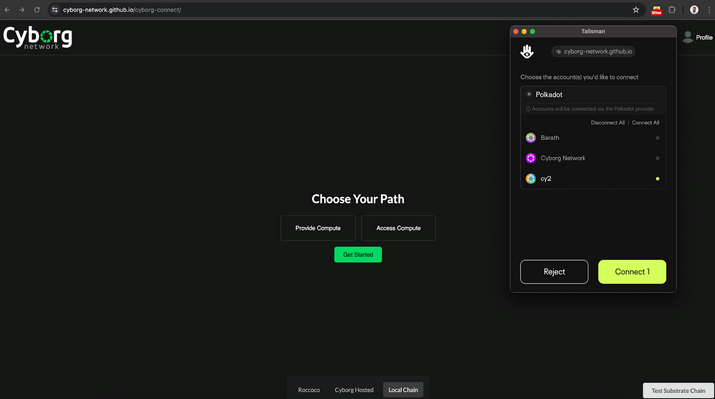 cyborg-network.github.io/cyborg-connect/
Cyborg
network
Profile
Talisman
cyborg-network.github.io
Choose the account(s) you'd like to connect
Polkadot
Accounts will be connected via the Polkadot provider
Disconnect All | Connect All
Barath
Cyborg Network
cy2
Reject
Connect 1
Choose Your Path
Provide Compute
Access Compute
Get Started
Roccoco
Cyborg Hosted
Local Chain
Test Substrate Chain